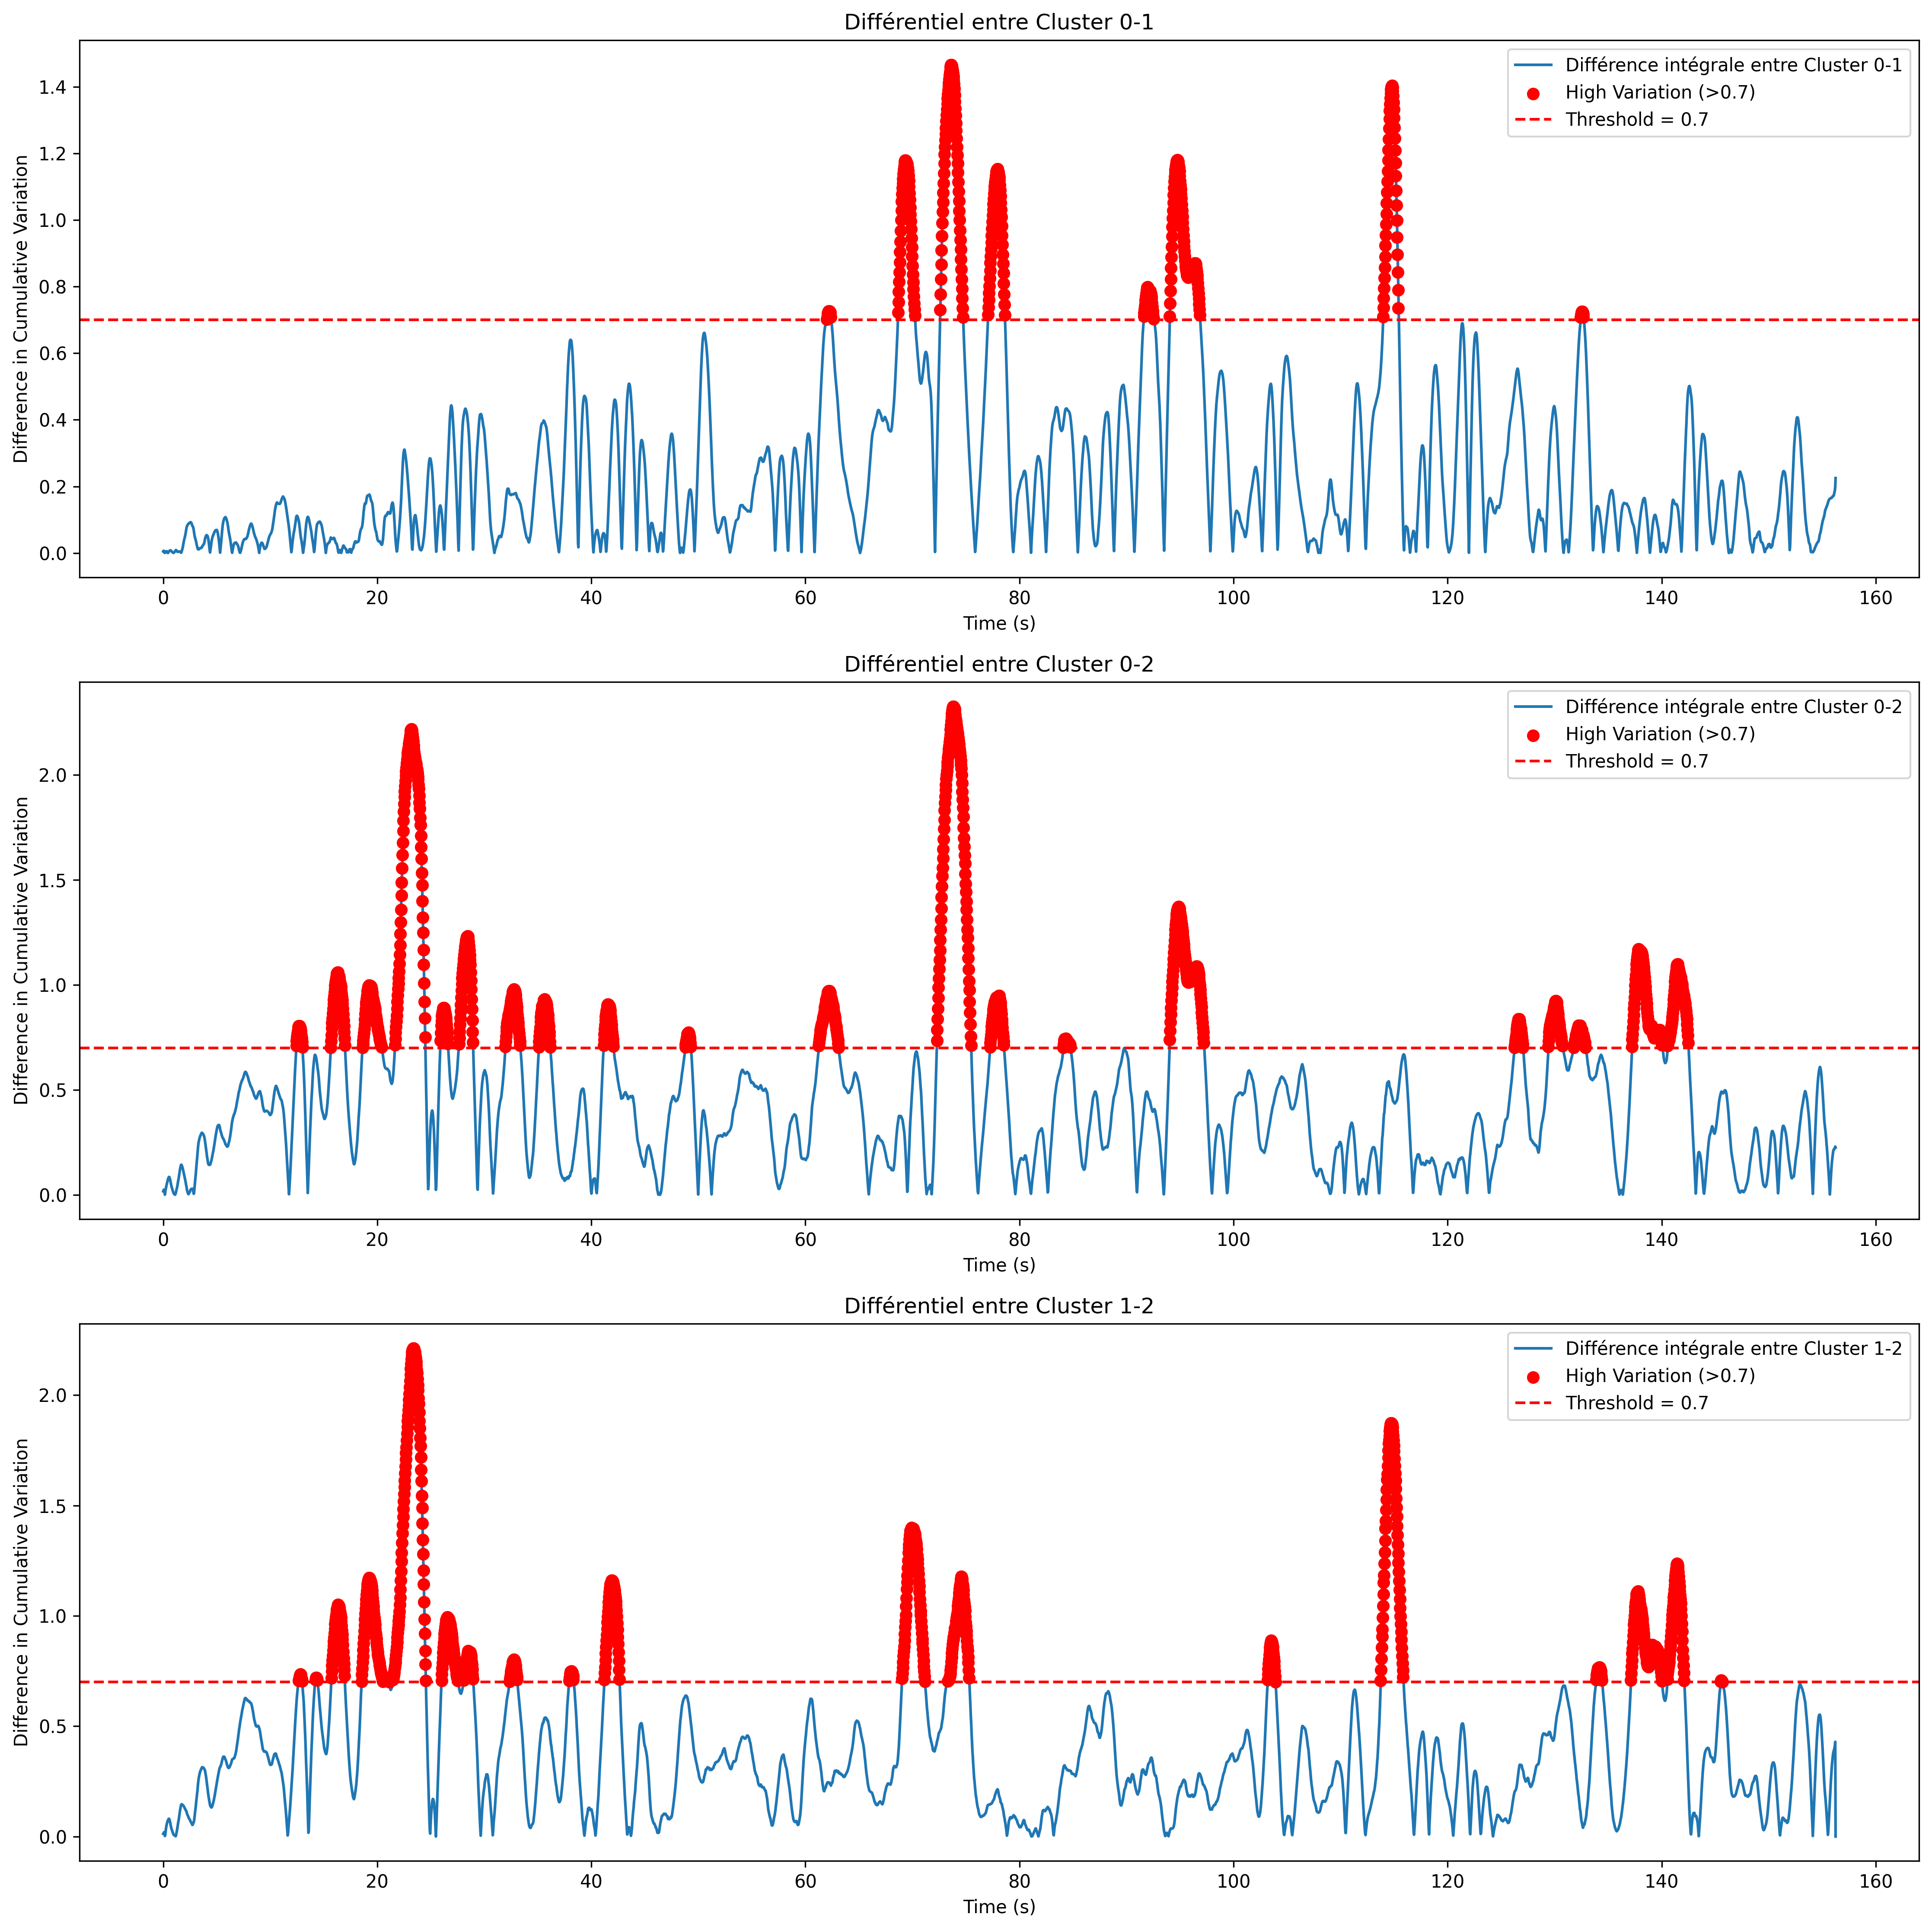 Différentiel entre Cluster 0-1
Difference in Cumulative Variation
1.4
1.2
1.0
0.8
0.6
0.4
0.2
0.0
Différence intégrale entre Cluster 0-1
High Variation (>0.7)
Threshold = 0.7
0 20 40 60 80 100 120 140 160
Time (s)
Différentiel entre Cluster 0-2
Difference in Cumulative Variation
2.0
1.5
1.0
0.5
0.0
Différence intégrale entre Cluster 0-2
High Variation (>0.7)
Threshold = 0.7
0 20 40 60 80 100 120 140 160
Time (s)
Différentiel entre Cluster 1-2
Difference in Cumulative Variation
2.0
1.5
1.0
0.5
0.0
Différence intégrale entre Cluster 1-2
High Variation (>0.7)
Threshold = 0.7
0 20 40 60 80 100 120 140 160
Time (s)